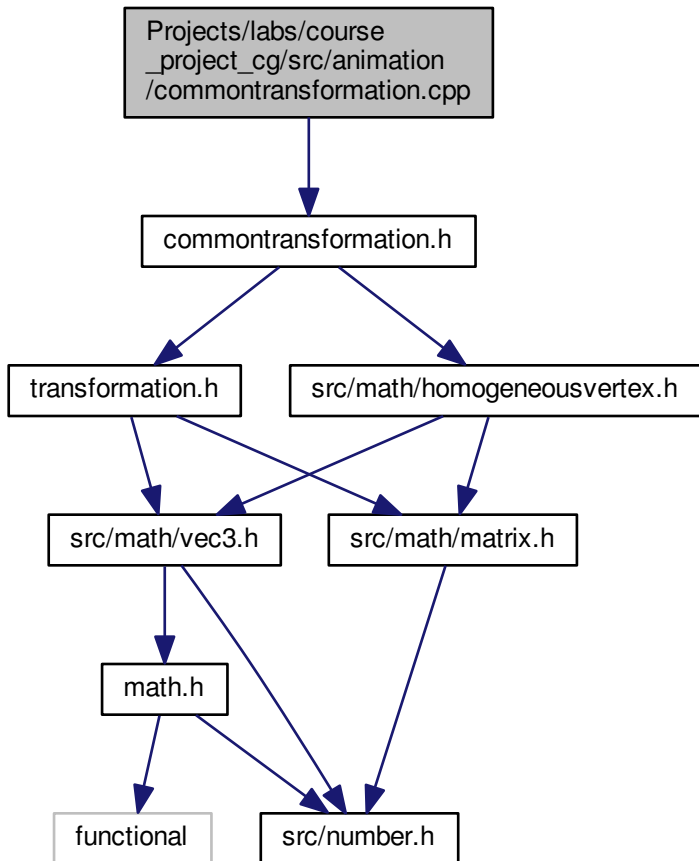 Projects/labs/course
_project_cg/src/animation
/commontransformation.cpp
commontransformation.h
transformation.h
src/math/homogeneousvertex.h
src/math/vec3.h
src/math/matrix.h
math.h
functional
src/number.h